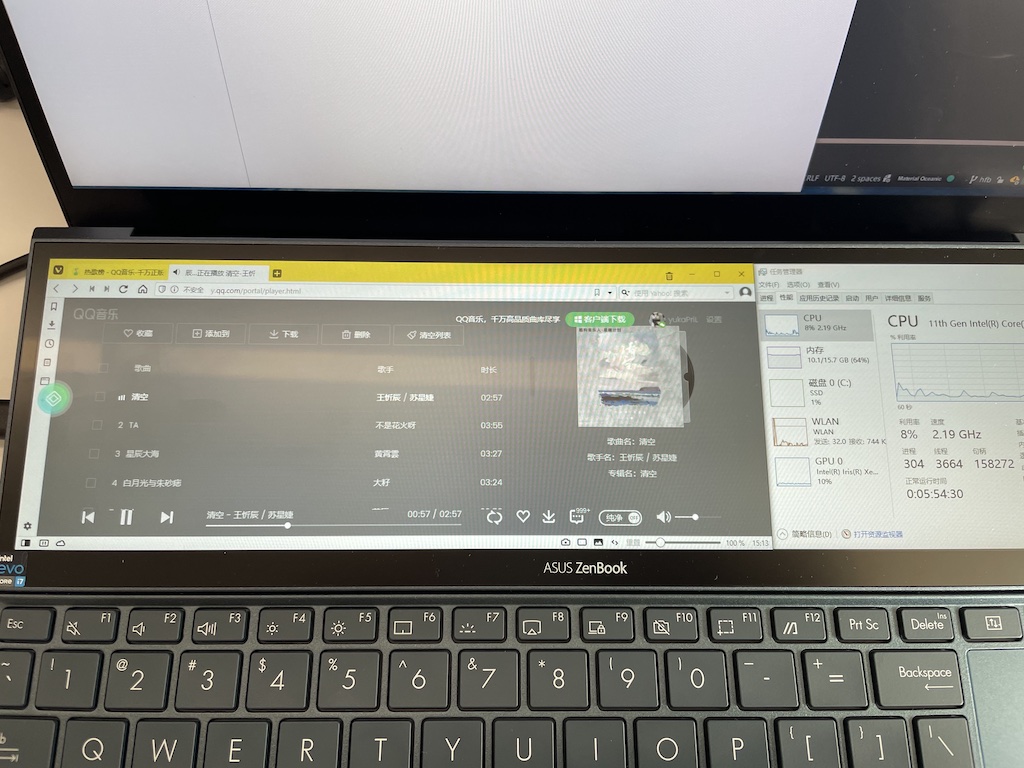 RLF UTF-8 2 spaces Material Oceanic hfb
热歌榜 - QQ音乐-千万正版 ...正在播放 清空-王忻
不安全 y.qq.com/portal/player.html 使用 Yahoo! 搜索
QQ音乐
QQ音乐，千万高品质曲库尽享 客户端下载 设置
收藏 添加到 下载 删除 清空列表
歌曲 歌手 时长
清空 王忻辰 / 苏星婕 02:57
2 TA 不是花火呀 03:55
3 星辰大海 黄霄雲 03:27
4 白月光与朱砂痣 大籽 03:24
歌曲名：清空
歌手名：王忻辰 / 苏星婕
专辑名：清空
清空 - 王忻辰 / 苏星婕 00:57 / 02:57
999+ 纯净
重置 100 % 15:13
任务管理器
文件(F) 选项(O) 查看(V)
进程 性能 应用历史记录 启动 用户 详细信息 服务
CPU
8% 2.19 GHz
内存
10.1/15.7 GB (64%)
磁盘 0 (C:)
SSD
1%
WLAN
WLAN
发送: 32.0 接收: 744 K
GPU 0
Intel(R) Iris(R) Xe...
10%
CPU 11th Gen Intel(R) Core(
% 利用率
60 秒
利用率 速度
8% 2.19 GHz
进程 线程 句柄
304 3664 158272
正常运行时间
0:05:54:30
简略信息(D) 打开资源监视器
intel
evo
CORE i7
ASUS ZenBook
Esc F1 F2 F3 F4 F5 F6 F7 F8 F9 F10 F11 F12 Prt Sc Delete Ins
~ ` ! 1 @ 2 # 3 $ 4 % 5 ^ 6 & 7 * 8 ( 9 ) 0 _ - + = Backspace
Q W E R T Y U I O P { [ } ] | \